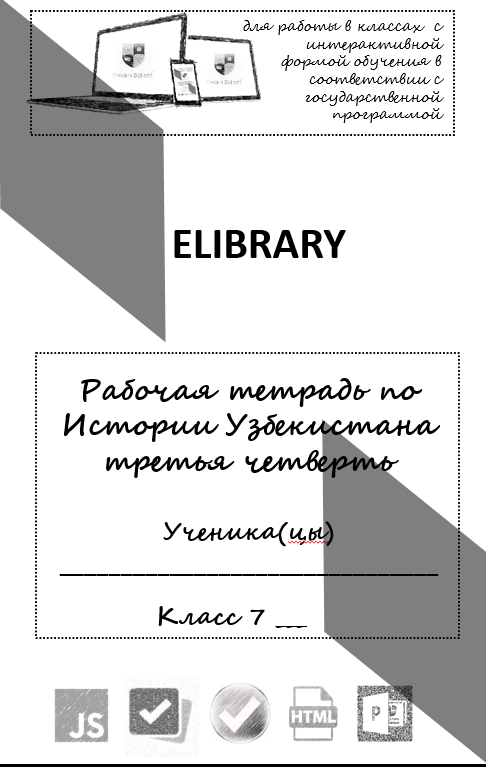 для работы в классах с
интерактивной
формой обучения в
соответствии с
государственной
программой
ELIBRARY
Рабочая тетрадь по
Истории Узбекистана
третья четверть
Ученика(цы)
Класс 7 ___
JS
HTML
P